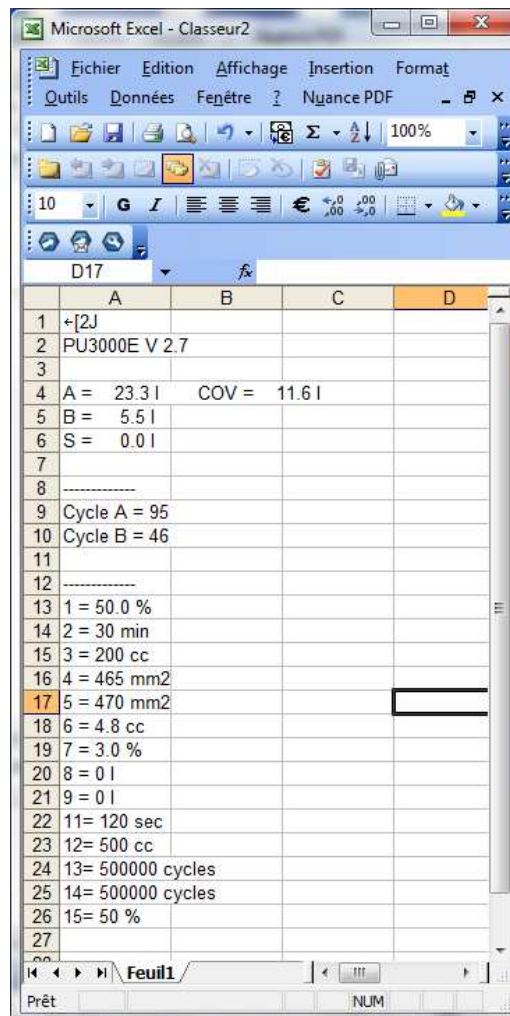 Microsoft Excel - Classeur2
Fichier Edition Affichage Insertion Format
Outils Données Fenêtre ? Nuance PDF
100%
10 G I €
D17 fx
A B C D
1 ←[2J
2 PU3000E V 2.7
3
4 A = 23.3 l COV = 11.6 l
5 B = 5.5 l
6 S = 0.0 l
7
8 -------------
9 Cycle A = 95
10 Cycle B = 46
11
12 -------------
13 1 = 50.0 %
14 2 = 30 min
15 3 = 200 cc
16 4 = 465 mm2
17 5 = 470 mm2
18 6 = 4.8 cc
19 7 = 3.0 %
20 8 = 0 l
21 9 = 0 l
22 11= 120 sec
23 12= 500 cc
24 13= 500000 cycles
25 14= 500000 cycles
26 15= 50 %
27
Feuil1
Prêt NUM